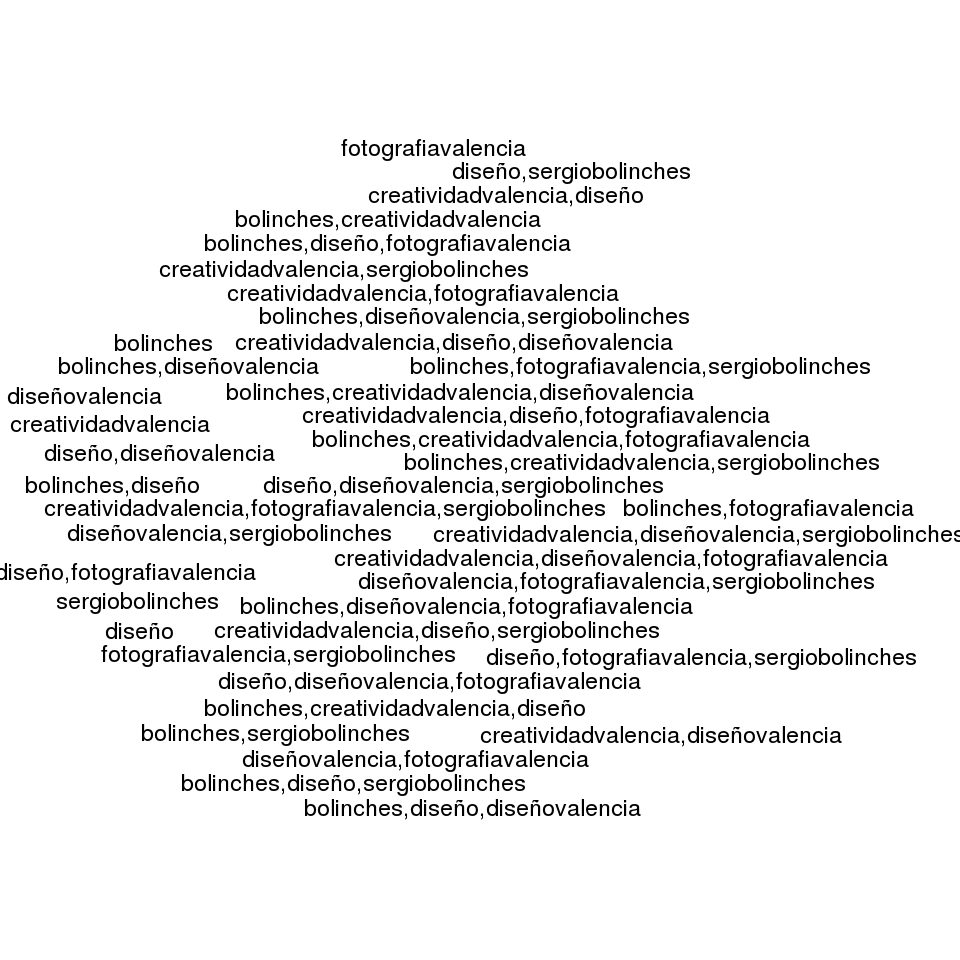 fotografiavalencia
diseño,sergiobolinches
creatividadvalencia,diseño
bolinches,creatividadvalencia
bolinches,diseño,fotografiavalencia
creatividadvalencia,sergiobolinches
creatividadvalencia,fotografiavalencia
bolinches,diseñovalencia,sergiobolinches
bolinches creatividadvalencia,diseño,diseñovalencia
bolinches,diseñovalencia bolinches,fotografiavalencia,sergiobolinches
diseñovalencia bolinches,creatividadvalencia,diseñovalencia
creatividadvalencia,diseño,fotografiavalencia
creatividadvalencia
bolinches,creatividadvalencia,fotografiavalencia
diseño,diseñovalencia
bolinches,creatividadvalencia,sergiobolinches
bolinches,diseño diseño,diseñovalencia,sergiobolinches
creatividadvalencia,fotografiavalencia,sergiobolinches bolinches,fotografiavalencia
diseñovalencia,sergiobolinches creatividadvalencia,diseñovalencia,sergiobolinches
creatividadvalencia,diseñovalencia,fotografiavalencia
diseño,fotografiavalencia
diseñovalencia,fotografiavalencia,sergiobolinches
sergiobolinches bolinches,diseñovalencia,fotografiavalencia
diseño creatividadvalencia,diseño,sergiobolinches
fotografiavalencia,sergiobolinches diseño,fotografiavalencia,sergiobolinches
diseño,diseñovalencia,fotografiavalencia
bolinches,creatividadvalencia,diseño
bolinches,sergiobolinches creatividadvalencia,diseñovalencia
diseñovalencia,fotografiavalencia
bolinches,diseño,sergiobolinches
bolinches,diseño,diseñovalencia